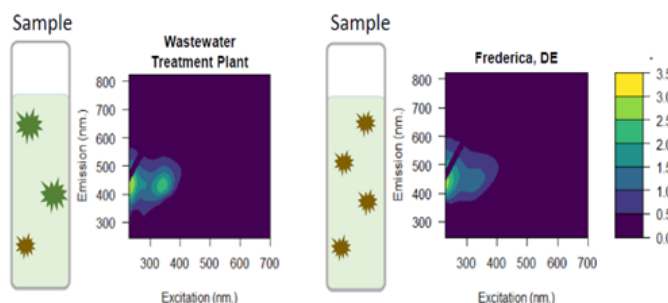 Sample
Wastewater
Treatment Plant
800
700
600
500
400
300
Emission (nm.)
300 400 500 600 700
Excitation (nm.)
Sample
Frederica, DE
800
700
600
500
400
300
Emission (nm.)
300 400 500 600 700
Excitation (nm.)
3.5
3.0
2.5
2.0
1.5
1.0
0.5
0.0